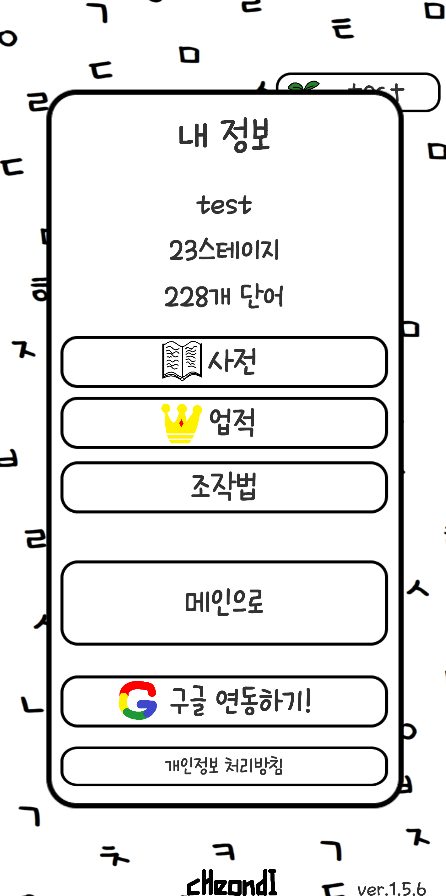 test
내 정보
test
23스테이지
228개 단어
사전
업적
조작법
메인으로
구글 연동하기!
개인정보 처리방침
cHeondI
ver.1.5.6